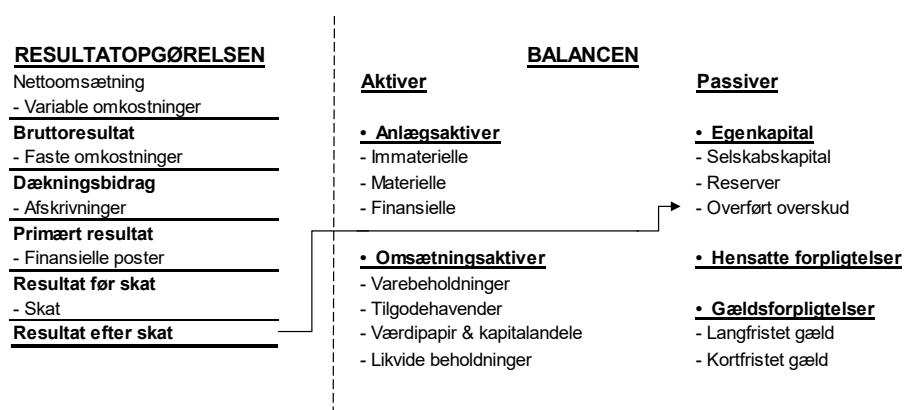 RESULTATOPGØRELSEN
Nettoomsætning
- Variable omkostninger
Bruttoresultat
- Faste omkostninger
Dækningsbidrag
- Afskrivninger
Primært resultat
- Finansielle poster
Resultat før skat
- Skat
Resultat efter skat
BALANCEN
Aktiver
• Anlægsaktiver
- Immaterielle
- Materielle
- Finansielle
• Omsætningsaktiver
- Varebeholdninger
- Tilgodehavender
- Værdipapir & kapitalandele
- Likvide beholdninger
Passiver
• Egenkapital
- Selskabskapital
- Reserver
- Overført overskud
• Hensatte forpligtelser
• Gældsforpligtelser
- Langfristet gæld
- Kortfristet gæld